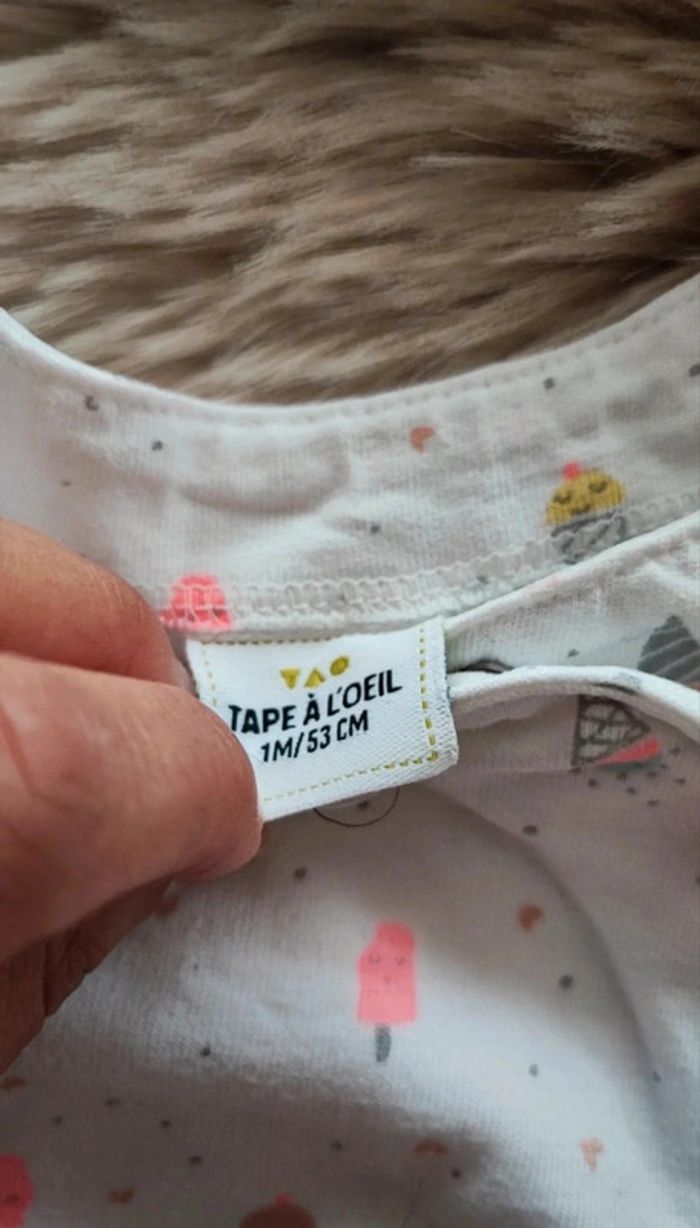 TAO
TAPE À L'OEIL
1M/53 CM